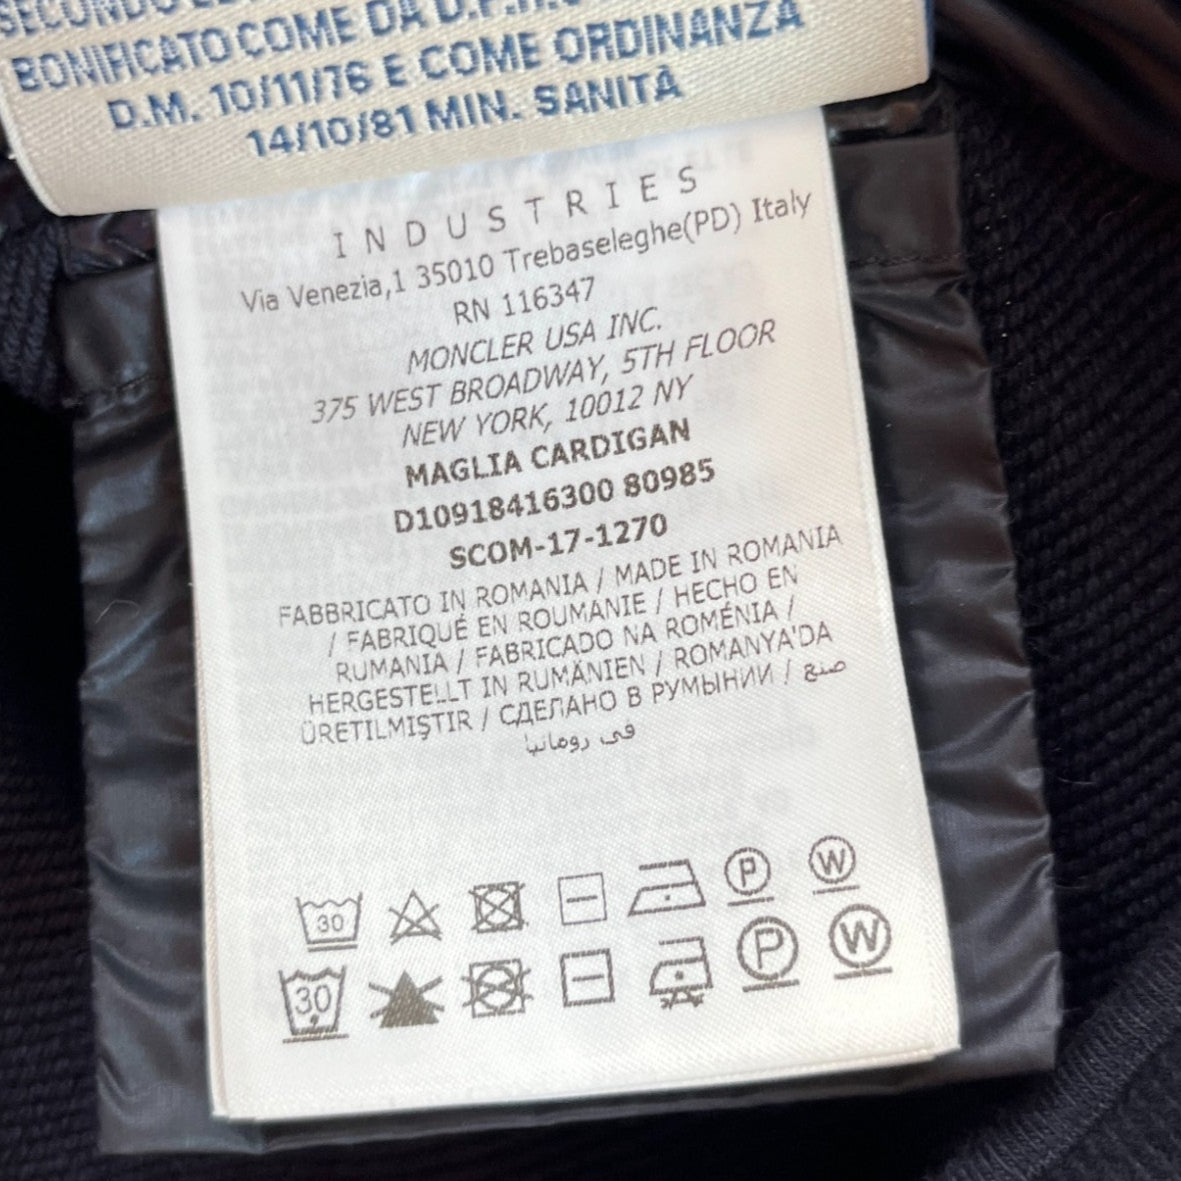 SECONDO
BONIFICATO COME DA D.P.R.
D.M. 10/11/76 E COME ORDINANZA
14/10/81 MIN. SANITÀ
INDUSTRIES
Via Venezia,1 35010 Trebaseleghe(PD) Italy
RN 116347
MONCLER USA INC.
375 WEST BROADWAY, 5TH FLOOR
NEW YORK, 10012 NY
MAGLIA CARDIGAN
D10918416300 80985
SCOM-17-1270
FABBRICATO IN ROMANIA / MADE IN ROMANIA
/ FABRIQUÉ EN ROUMANIE / HECHO EN
RUMANIA / FABRICADO NA ROMÉNIA /
HERGESTELLT IN RUMÄNIEN / ROMANYA'DA
ÜRETILMIŞTIR / СДЕЛАНО В РУМЫНИИ / صنع
في رومانيا
30 P W
30 P W